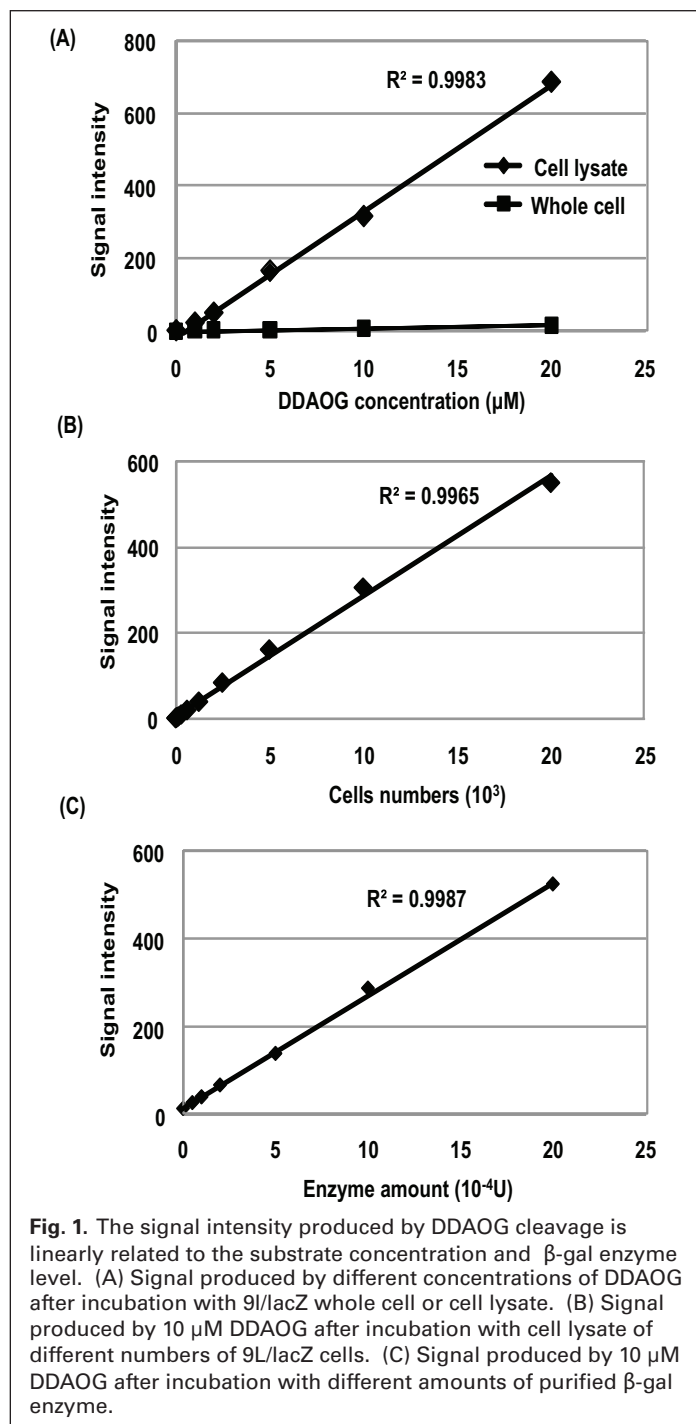 (A)
800
600
400
200
0
Signal intensity
R² = 0.9983
Cell lysate
Whole cell
0 5 10 15 20 25
DDAOG concentration (µM)
(B)
600
400
200
0
Signal intensity
R² = 0.9965
0 5 10 15 20 25
Cells numbers (10³)
(C)
600
400
200
0
Signal intensity
R² = 0.9987
0 5 10 15 20 25
Enzyme amount (10⁻⁴U)
Fig. 1. The signal intensity produced by DDAOG cleavage is
linearly related to the substrate concentration and β-gal enzyme
level. (A) Signal produced by different concentrations of DDAOG
after incubation with 9l/lacZ whole cell or cell lysate. (B) Signal
produced by 10 µM DDAOG after incubation with cell lysate of
different numbers of 9L/lacZ cells. (C) Signal produced by 10 µM
DDAOG after incubation with different amounts of purified β-gal
enzyme.